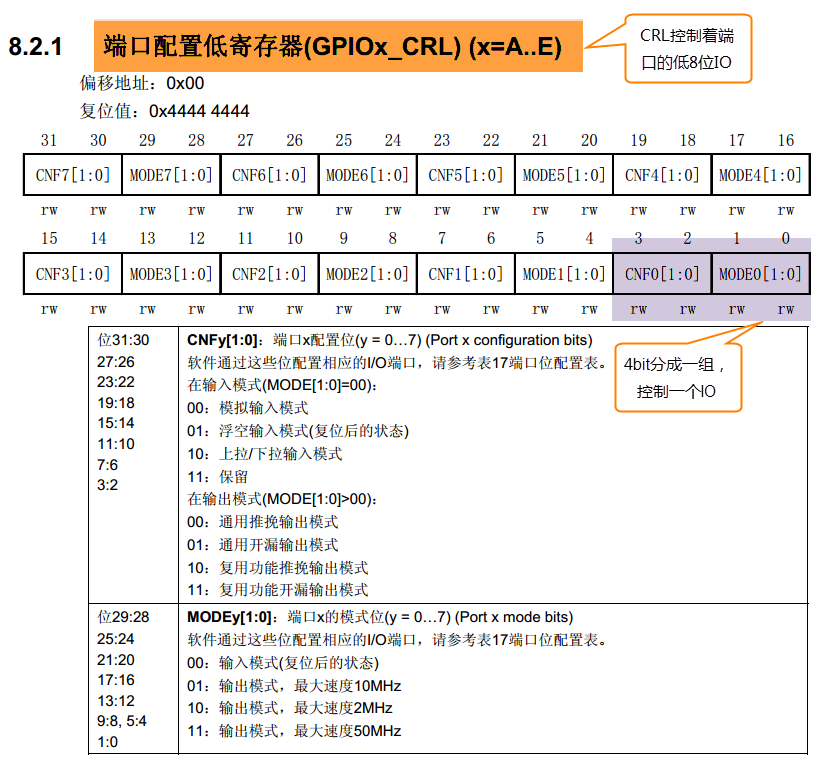 8.2.1 端口配置低寄存器(GPIOx_CRL) (x=A..E)
CRL控制着端
口的低8位IO
偏移地址：0x00
复位值：0x4444 4444
31 30 29 28 27 26 25 24 23 22 21 20 19 18 17 16
CNF7[1:0] MODE7[1:0] CNF6[1:0] MODE6[1:0] CNF5[1:0] MODE5[1:0] CNF4[1:0] MODE4[1:0]
rw rw rw rw rw rw rw rw rw rw rw rw rw rw rw rw
15 14 13 12 11 10 9 8 7 6 5 4 3 2 1 0
CNF3[1:0] MODE3[1:0] CNF2[1:0] MODE2[1:0] CNF1[1:0] MODE1[1:0] CNF0[1:0] MODE0[1:0]
rw rw rw rw rw rw rw rw rw rw rw rw rw rw rw rw
4bit分成一组，
控制一个IO
位31:30
27:26
23:22
19:18
15:14
11:10
7:6
3:2
CNFy[1:0]：端口x配置位(y = 0…7) (Port x configuration bits)
软件通过这些位配置相应的I/O端口，请参考表17端口位配置表。
在输入模式(MODE[1:0]=00)：
00：模拟输入模式
01：浮空输入模式(复位后的状态)
10：上拉/下拉输入模式
11：保留
在输出模式(MODE[1:0]>00)：
00：通用推挽输出模式
01：通用开漏输出模式
10：复用功能推挽输出模式
11：复用功能开漏输出模式
位29:28
25:24
21:20
17:16
13:12
9:8, 5:4
1:0
MODEy[1:0]：端口x的模式位(y = 0…7) (Port x mode bits)
软件通过这些位配置相应的I/O端口，请参考表17端口位配置表。
00：输入模式(复位后的状态)
01：输出模式，最大速度10MHz
10：输出模式，最大速度2MHz
11：输出模式，最大速度50MHz